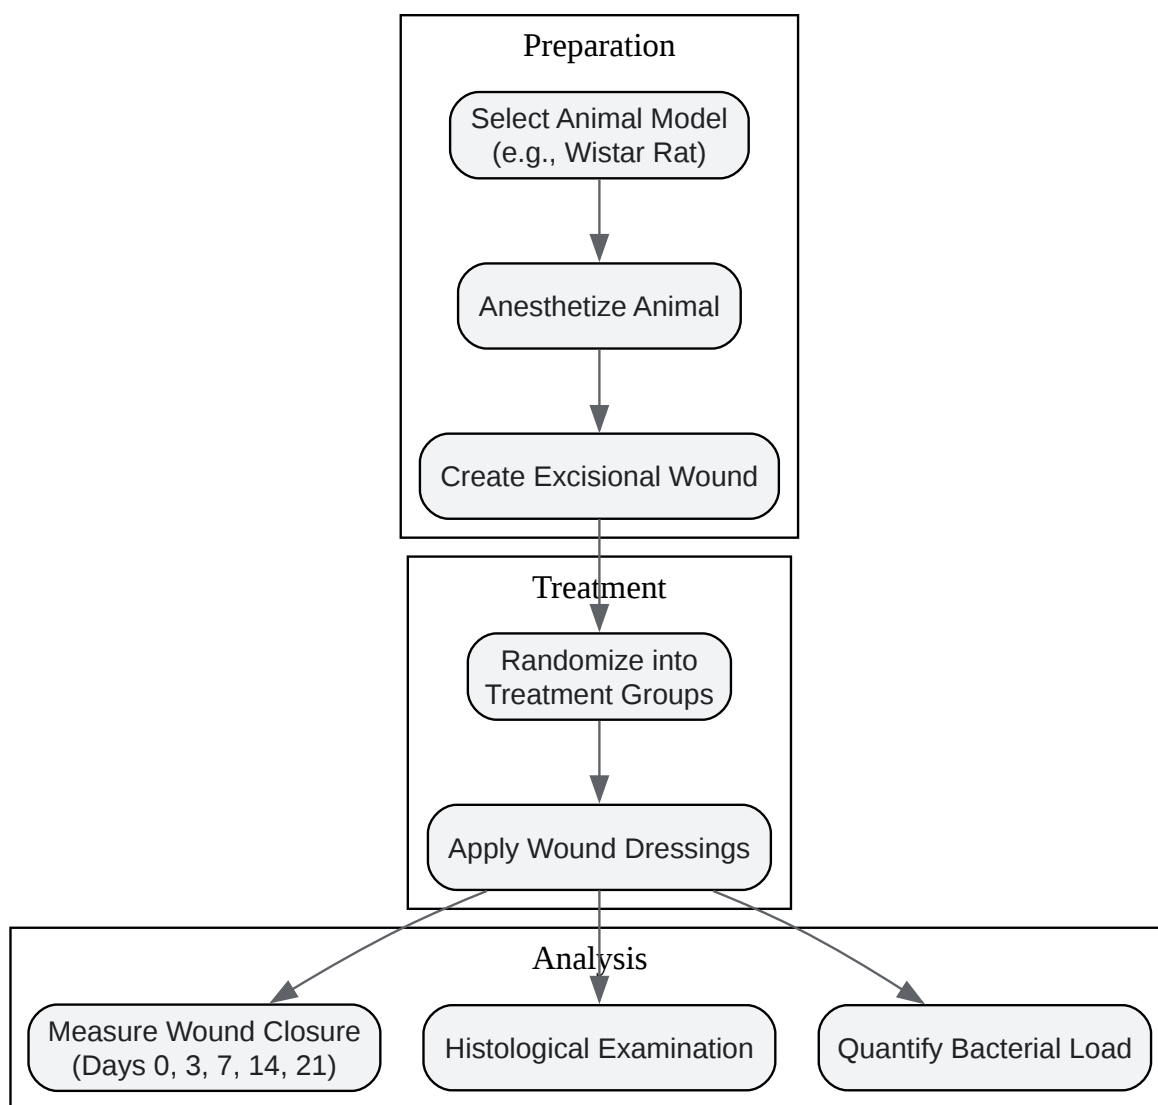 Preparation
Select Animal Model
(e.g., Wistar Rat)
Anesthetize Animal
Create Excisional Wound
Treatment
Randomize into
Treatment Groups
Apply Wound Dressings
Analysis
Measure Wound Closure
(Days 0, 3, 7, 14, 21)
Histological Examination
Quantify Bacterial Load